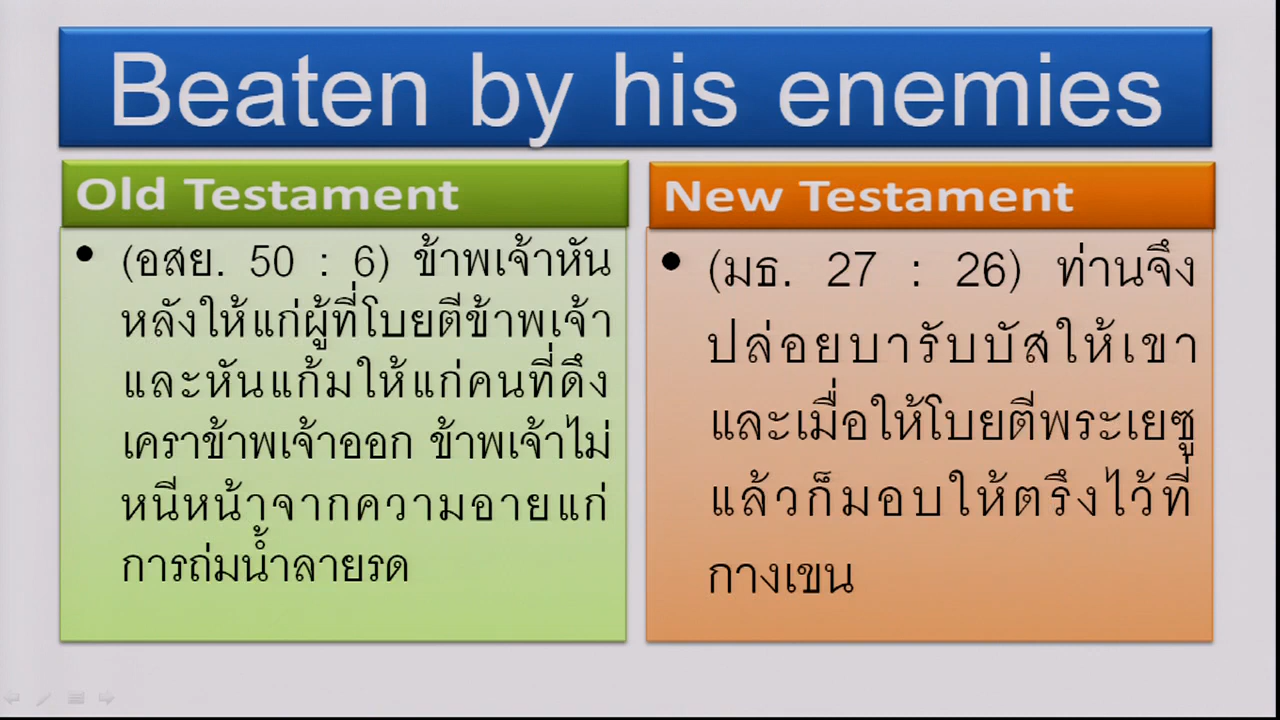 Beaten by his enemies
Old Testament
• (อสย. 50 : 6) ข้าพเจ้าหัน
หลังให้แก่ผู้ที่โบยตีข้าพเจ้า
และหันแก้มให้แก่คนที่ดึง
เคราข้าพเจ้าออก ข้าพเจ้าไม่
หนีหน้าจากความอายแก่
การถ่มน้ำลายรด
New Testament
• (มธ. 27 : 26) ท่านจึง
ปล่อยบารับบัสให้เขา
และเมื่อให้โบยตีพระเยซู
แล้วก็มอบให้ตรึงไว้ที่
กางเขน